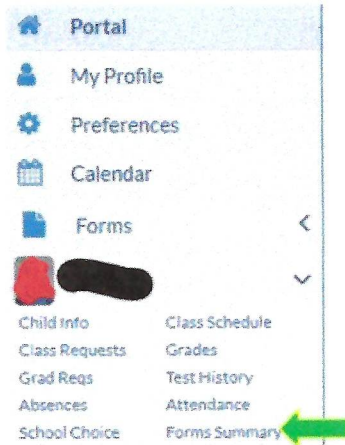 Portal
My Profile
Preferences
Calendar
Forms
Child Info Class Schedule
Class Requests Grades
Grad Reqs Test History
Absences Attendance
School Choice Forms Summary